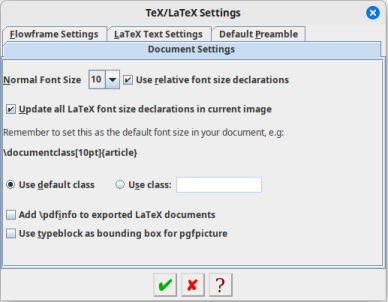 TeX/LaTeX Settings
Flowframe Settings LaTeX Text Settings Default Preamble
Document Settings
Normal Font Size 10 Use relative font size declarations
Update all LaTeX font size declarations in current image
Remember to set this as the default font size in your document, e.g:
\documentclass[10pt]{article}
Use default class Use class:
Add \pdfinfo to exported LaTeX documents
Use typeblock as bounding box for pgfpicture
?